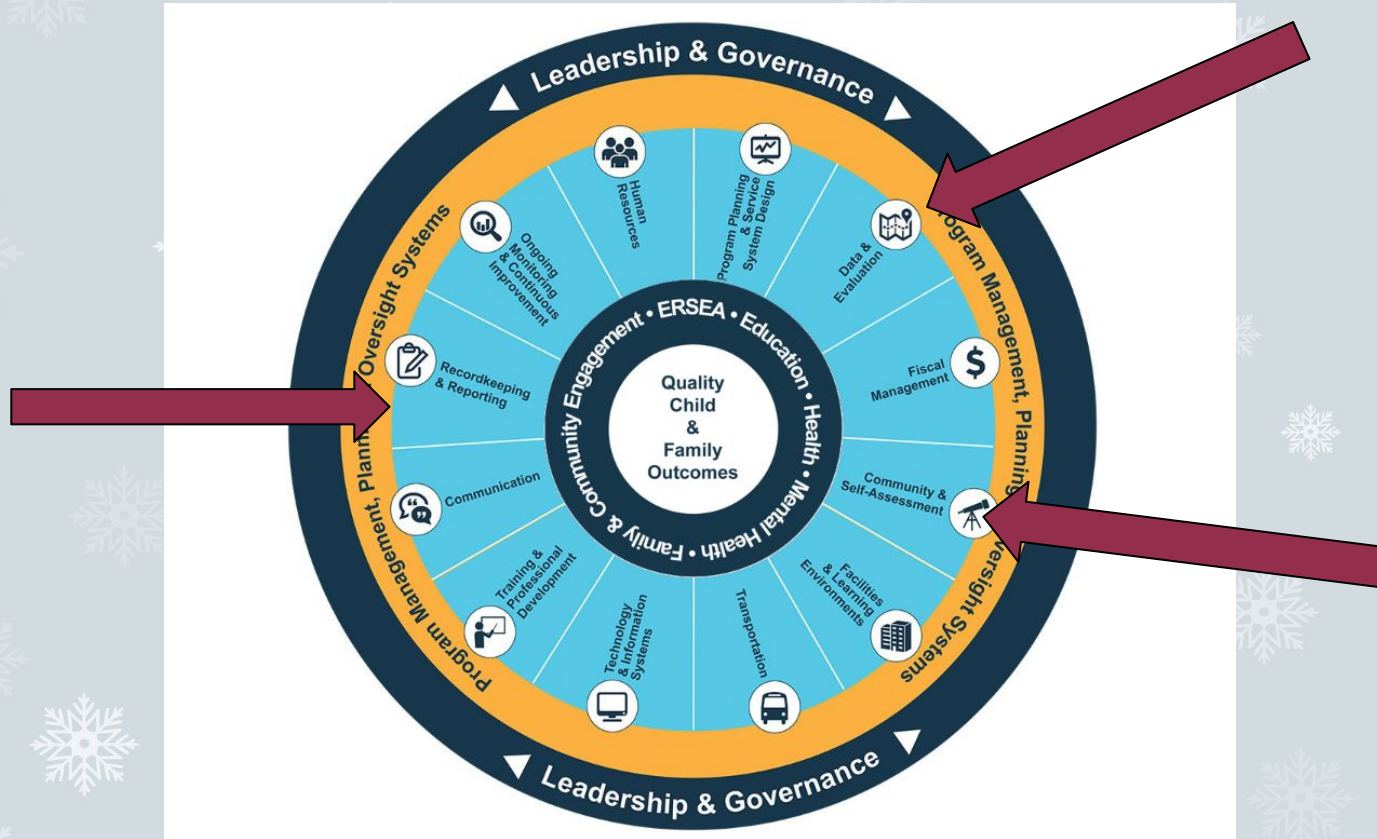 Leadership & Governance
Program Management, Planning
Oversight Systems
Human
Resources
Program Planning
& Service
System Design
Data &
Evaluation
Fiscal
Management
$
Community &
Self-Assessment
Facilities
& Learning
Environments
Transportation
Technology
& Information
Systems
Training &
Professional
Development
Communication
Recordkeeping
& Reporting
Ongoing
Monitoring
& Continuous
Improvement
Family & Community Engagement • ERSEA • Education • Health • Mental Health •
Quality
Child
&
Family
Outcomes
Program Management,
Oversight Systems
Leadership & Governance